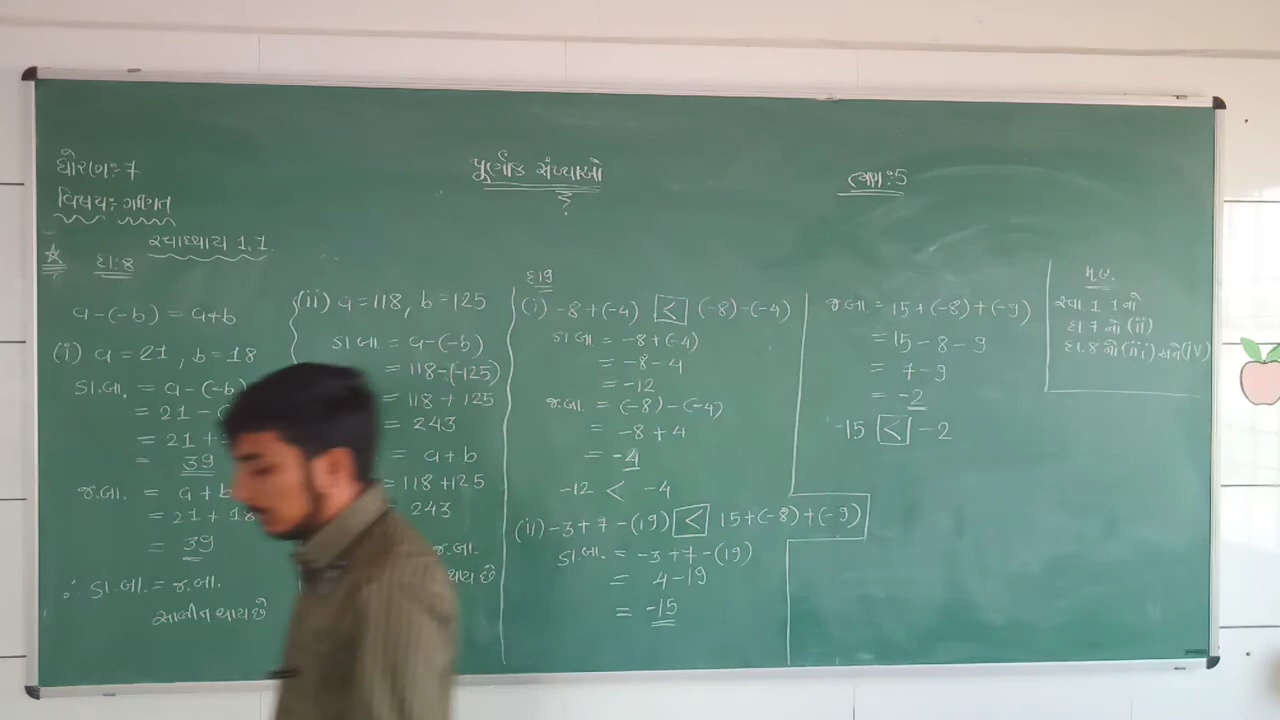 ધોરણ:7
વિષય: ગણિત
પૂર્ણાંક સંખ્યાઓ
તાસ:5
સ્વાધ્યાય 1.1
દા:8
a-(-b) = a+b
(i) a = 21, b = 18
ડા.બા. = a-(-b)
= 21 -
= 21 +
= 39
જ.બા. = a + b
= 21 + 18
= 39
∴ ડા.બા. = જ.બા.
સાબીત થાય છે
(ii) a = 118, b = 125
ડા.બા. = a-(-b)
= 118-(-125)
= 118 + 125
= 243
= a + b
= 118 + 125
= 243
જ.બા.
થાય છે
દા9
(i) -8+(-4) < (-8)-(-4)
ડા.બા. = -8+(-4)
= -8-4
= -12
જ.બા. = (-8)-(-4)
= -8+4
= -4
-12 < -4
(ii) -3+7-(19) < 15+(-8)+(-9)
ડા.બા. = -3+7-(19)
= 4-19
= -15
જ.બા. = 15+(-8)+(-9)
= 15-8-9
= 7-9
= -2
-15 < -2
સ્વા 1.1 નો
દા 7 નો (ii)
દા.8 નો (iii) અને (iv)